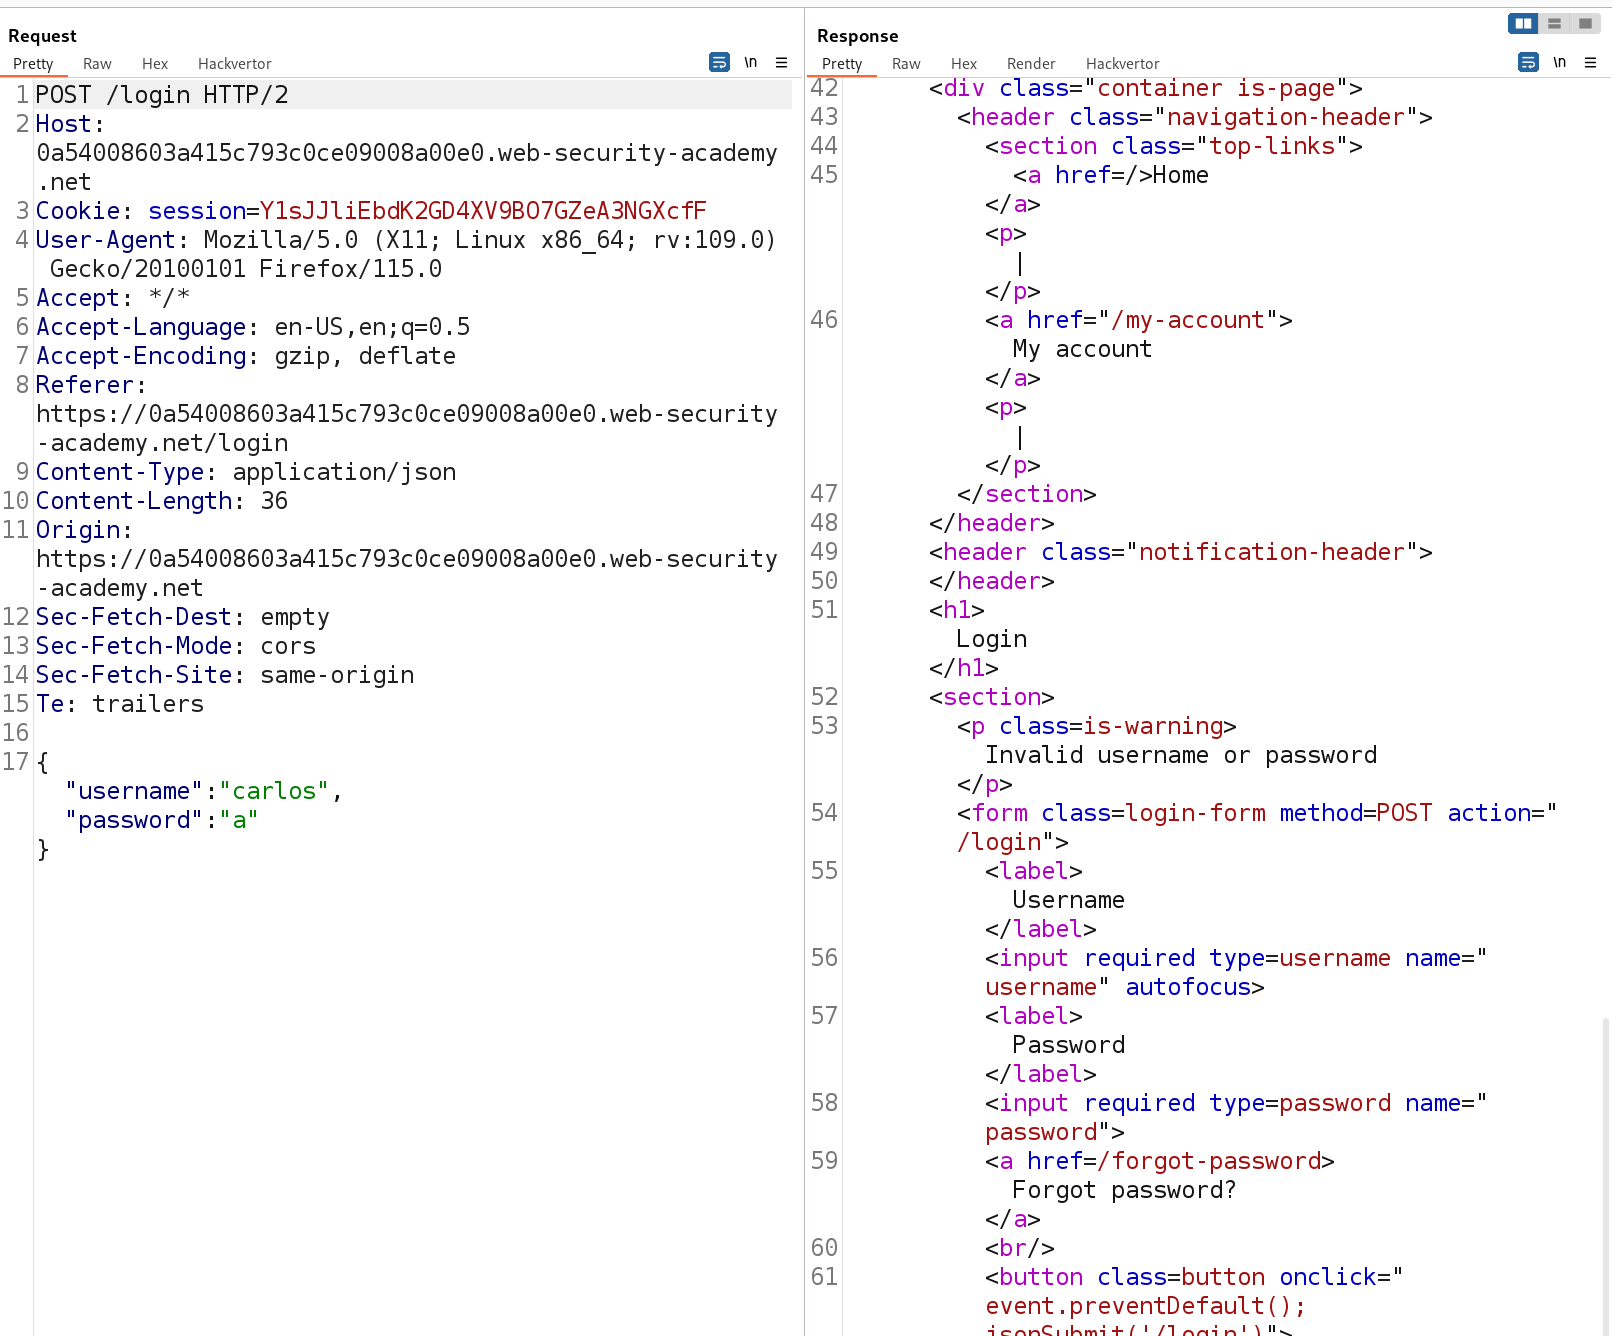 Request
Pretty Raw Hex Hackvertor \n
1 POST /login HTTP/2
2 Host:
0a54008603a415c793c0ce09008a00e0.web-security-academy
.net
3 Cookie: session=Y1sJJliEbdK2GD4XV9BO7GZeA3NGXcfF
4 User-Agent: Mozilla/5.0 (X11; Linux x86_64; rv:109.0)
Gecko/20100101 Firefox/115.0
5 Accept: */*
6 Accept-Language: en-US,en;q=0.5
7 Accept-Encoding: gzip, deflate
8 Referer:
https://0a54008603a415c793c0ce09008a00e0.web-security
-academy.net/login
9 Content-Type: application/json
10 Content-Length: 36
11 Origin:
https://0a54008603a415c793c0ce09008a00e0.web-security
-academy.net
12 Sec-Fetch-Dest: empty
13 Sec-Fetch-Mode: cors
14 Sec-Fetch-Site: same-origin
15 Te: trailers
16
17 {
"username":"carlos",
"password":"a"
}
Response
Pretty Raw Hex Render Hackvertor \n
42 <div class="container is-page">
43 <header class="navigation-header">
44 <section class="top-links">
45 <a href=/>Home
</a>
<p>
|
</p>
46 <a href="/my-account">
My account
</a>
<p>
|
</p>
47 </section>
48 </header>
49 <header class="notification-header">
50 </header>
51 <h1>
Login
</h1>
52 <section>
53 <p class=is-warning>
Invalid username or password
</p>
54 <form class=login-form method=POST action="
/login">
55 <label>
Username
</label>
56 <input required type=username name="
username" autofocus>
57 <label>
Password
</label>
58 <input required type=password name="
password">
59 <a href=/forgot-password>
Forgot password?
</a>
60 <br/>
61 <button class=button onclick="
event.preventDefault();
jsonSubmit('/login')">